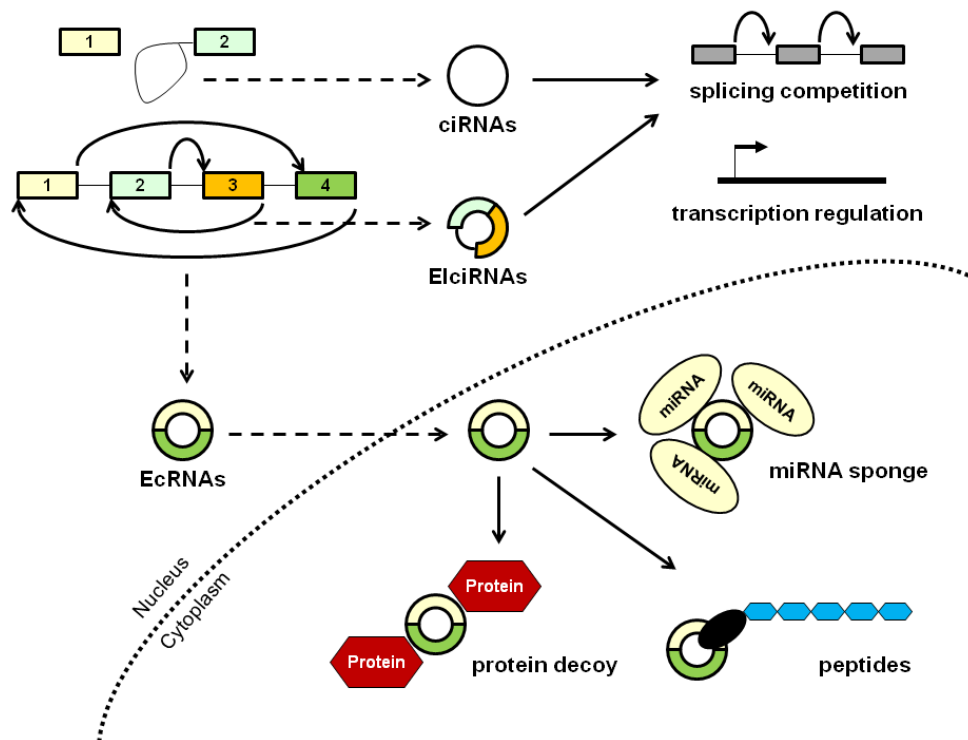 1 2
ciRNAs
splicing competition
1 2 3 4
EIciRNAs
transcription regulation
EcRNAs
miRNA
miRNA
miRNA
miRNA sponge
Nucleus
Cytoplasm
Protein
Protein
protein decoy
peptides